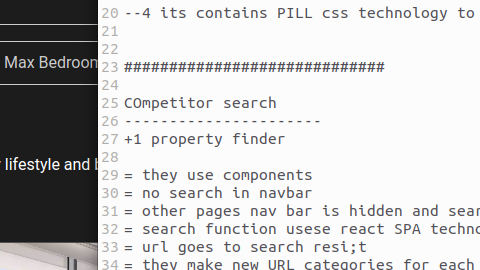 20 --4 its contains PILL css technology to
21
22
Max Bedroom
23 #############################
24
25 COmpetitor search
26 ----------------------
27 +1 property finder
28
lifestyle and
29 = they use components
30 = no search in navbar
31 = other pages nav bar is hidden and sear
32 = search function usese react SPA techno
33 = url goes to search resi;t
34 = they make new URL categories for each